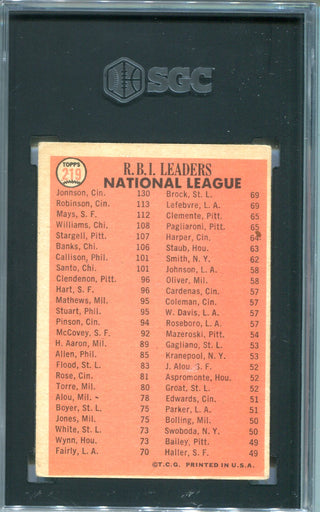 SGC
TOPPS
219
R.B.I. LEADERS
NATIONAL LEAGUE
Jonnson, Cin. 130
Robinson, Cin. 113
Mays, S. F. 112
Williams, Chi. 108
Stargell, Pitt. 107
Banks, Chi. 106
Callison, Phil. 101
Santo, Chi. 101
Clendenon, Pitt. 96
Hart, S. F. 96
Mathews, Mil. 95
Stuart, Phil. 95
Pinson, Cin. 94
McCovey, S. F. 92
H. Aaron, Mil. 89
Allen, Phil. 85
Flood, St. L. 83
Rose, Cin. 81
Torre, Mil. 80
Alou, Mil. 78
Boyer, St. L. 75
Jones, Mil. 75
White, St. L. 73
Wynn, Hou. 73
Fairly, L. A. 70
Brock, St. L. 69
Lefebvre, L. A. 69
Clemente, Pitt. 65
Pagliaroni, Pitt. 65
Harper, Cin. 64
Staub, Hou. 63
Smith, N. Y. 62
Johnson, L. A. 58
Oliver, Mil. 58
Cardenas, Cin. 57
Coleman, Cin. 57
W. Davis, L. A. 57
Roseboro, L. A. 57
Mazeroski, Pitt. 54
Gagliano, St. L. 53
Kranepool, N. Y. 53
J. Alou, S. F. 52
Aspromonte, Hou. 52
Groat, St. L. 52
Edwards, Cin. 51
Parker, L. A. 51
Bolling, Mil. 50
Swoboda, N. Y. 50
Bailey, Pitt. 49
Haller, S. F. 49
©T.C.G. PRINTED IN U.S.A.